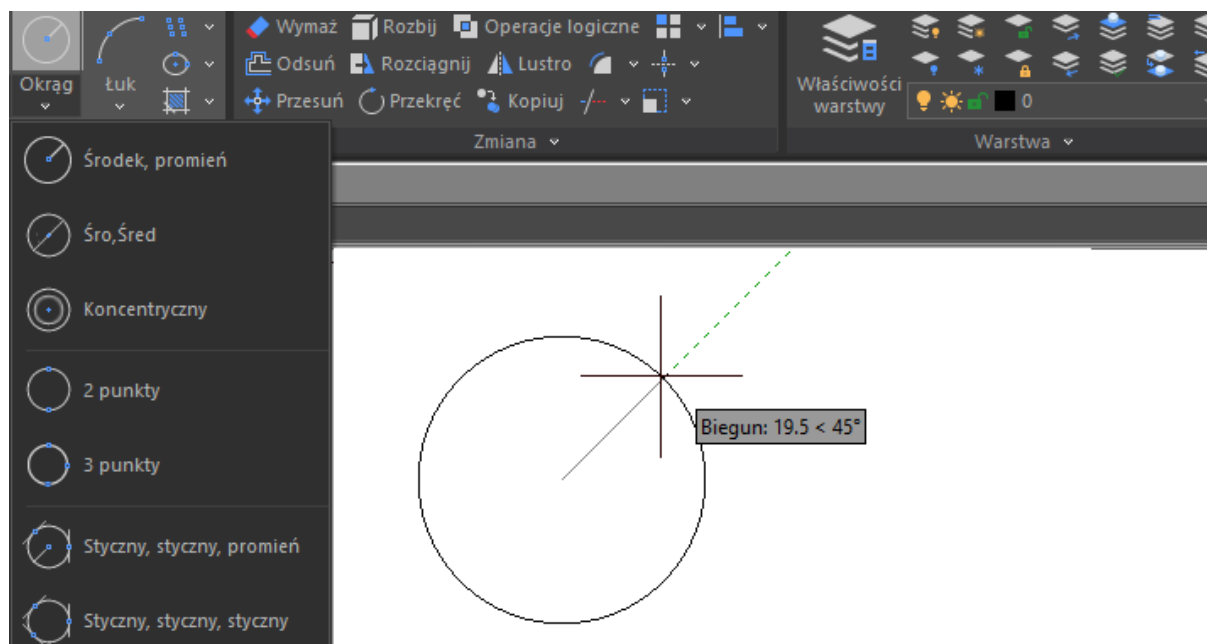 Wymaż Rozbij Operacje logiczne
Okrąg Łuk Odsuń Rozciągnij Lustro
Właściwości warstwy
Przesuń Przekręć Kopiuj
0
Zmiana
Warstwa
Środek, promień
Śro,Śred
Koncentryczny
2 punkty
3 punkty
Styczny, styczny, promień
Styczny, styczny, styczny
Biegun: 19.5 < 45°